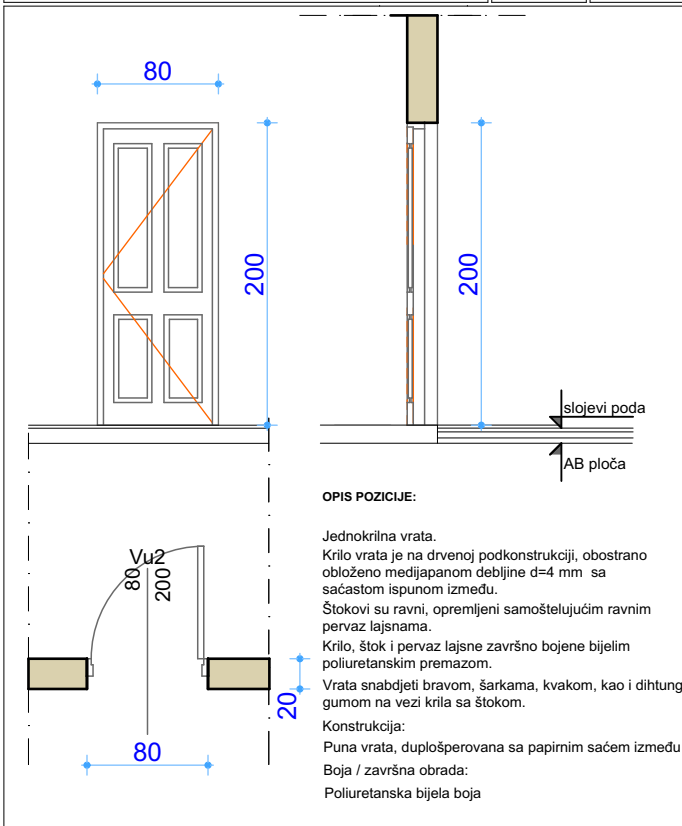 80
200
200
slojevi poda
AB ploča
OPIS POZICIJE:
Jednokrilna vrata.
Krilo vrata je na drvenoj podkonstrukciji, obostrano
obloženo medijapanom debljine d=4 mm sa
saćastom ispunom između.
Štokovi su ravni, opremljeni samoštelujućim ravnim
pervaz lajsnama.
Krilo, štok i pervaz lajsne završno bojene bijelim
poliuretanskim premazom.
Vrata snabdjeti bravom, šarkama, kvakom, kao i dihtung
gumom na vezi krila sa štokom.
Konstrukcija:
Puna vrata, duplošperovana sa papirnim saćem između
Boja / završna obrada:
Poliuretanska bijela boja
Vu2
80
200
20
80